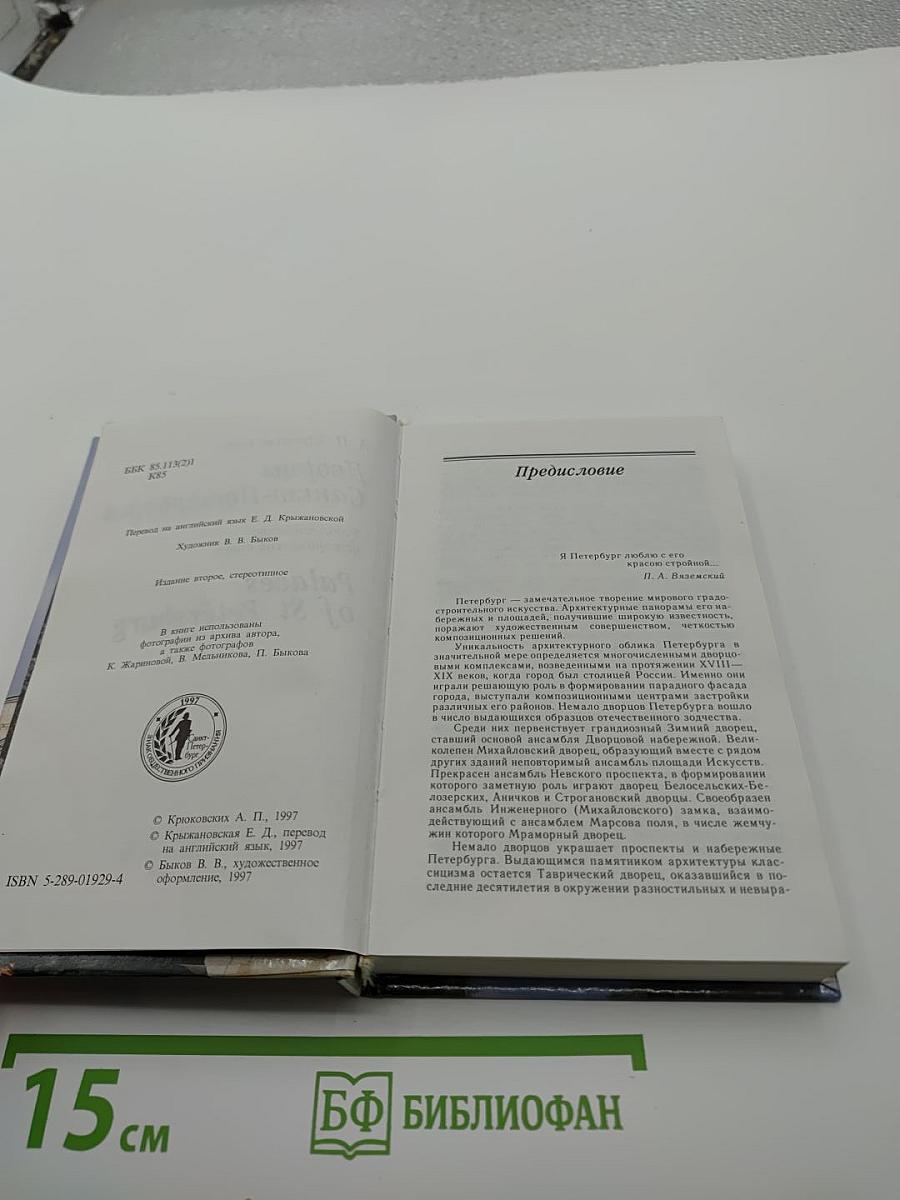 ББК 85.113(2)1
К85
Перевод на английский язык Е. Д. Крыжановской
Художник В. В. Быков
Издание второе, стереотипное
В книге использованы
фотографии из архива автора,
а также фотографов
К. Жариновой, В. Мельникова, П. Быкова
1997
Санкт-
Петер-
бург
ЗНАК ОБЩЕСТВЕННОГО ПРИЗНАНИЯ
© Крюковских А. П., 1997
© Крыжановская Е. Д., перевод
на английский язык, 1997
© Быков В. В., художественное
оформление, 1997
ISBN 5-289-01929-4
Предисловие
Я Петербург люблю с его
красою стройной...
П. А. Вяземский
Петербург — замечательное творение мирового градо-
строительного искусства. Архитектурные панорамы его на-
бережных и площадей, получившие широкую известность,
поражают художественным совершенством, четкостью
композиционных решений.
Уникальность архитектурного облика Петербурга в
значительной мере определяется многочисленными дворцо-
выми комплексами, возведенными на протяжении XVIII—
XIX веков, когда город был столицей России. Именно они
играли решающую роль в формировании парадного фасада
города, выступали композиционными центрами застройки
различных его районов. Немало дворцов Петербурга вошло
в число выдающихся образцов отечественного зодчества.
Среди них первенствует грандиозный Зимний дворец,
ставший основой ансамбля Дворцовой набережной. Вели-
колепен Михайловский дворец, образующий вместе с рядом
других зданий неповторимый ансамбль площади Искусств.
Прекрасен ансамбль Невского проспекта, в формировании
которого заметную роль играют дворец Белосельских-Бе-
лозерских, Аничков и Строгановский дворцы. Своеобразен
ансамбль Инженерного (Михайловского) замка, взаимо-
действующий с ансамблем Марсова поля, в числе жемчу-
жин которого Мраморный дворец.
Немало дворцов украшает проспекты и набережные
Петербурга. Выдающимся памятником архитектуры клас-
сицизма остается Таврический дворец, оказавшийся в по-
следние десятилетия в окружении разностильных и невыра-
15 см
БФ БИБЛИОФАН